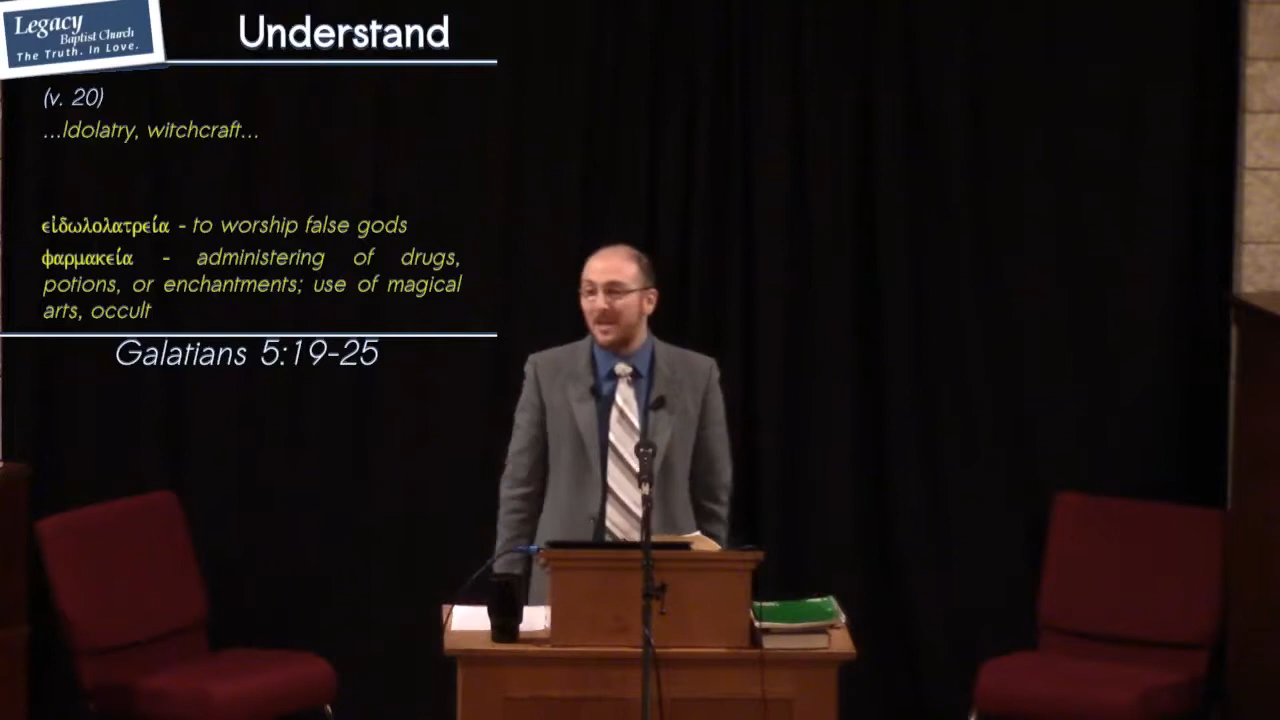 Legacy
Baptist Church
The Truth. In Love.
Understand
(v. 20)
...Idolatry, witchcraft...
εἰδωλολατρεία - to worship false gods
φαρμακεία - administering of drugs,
potions, or enchantments; use of magical
arts, occult
Galatians 5:19-25